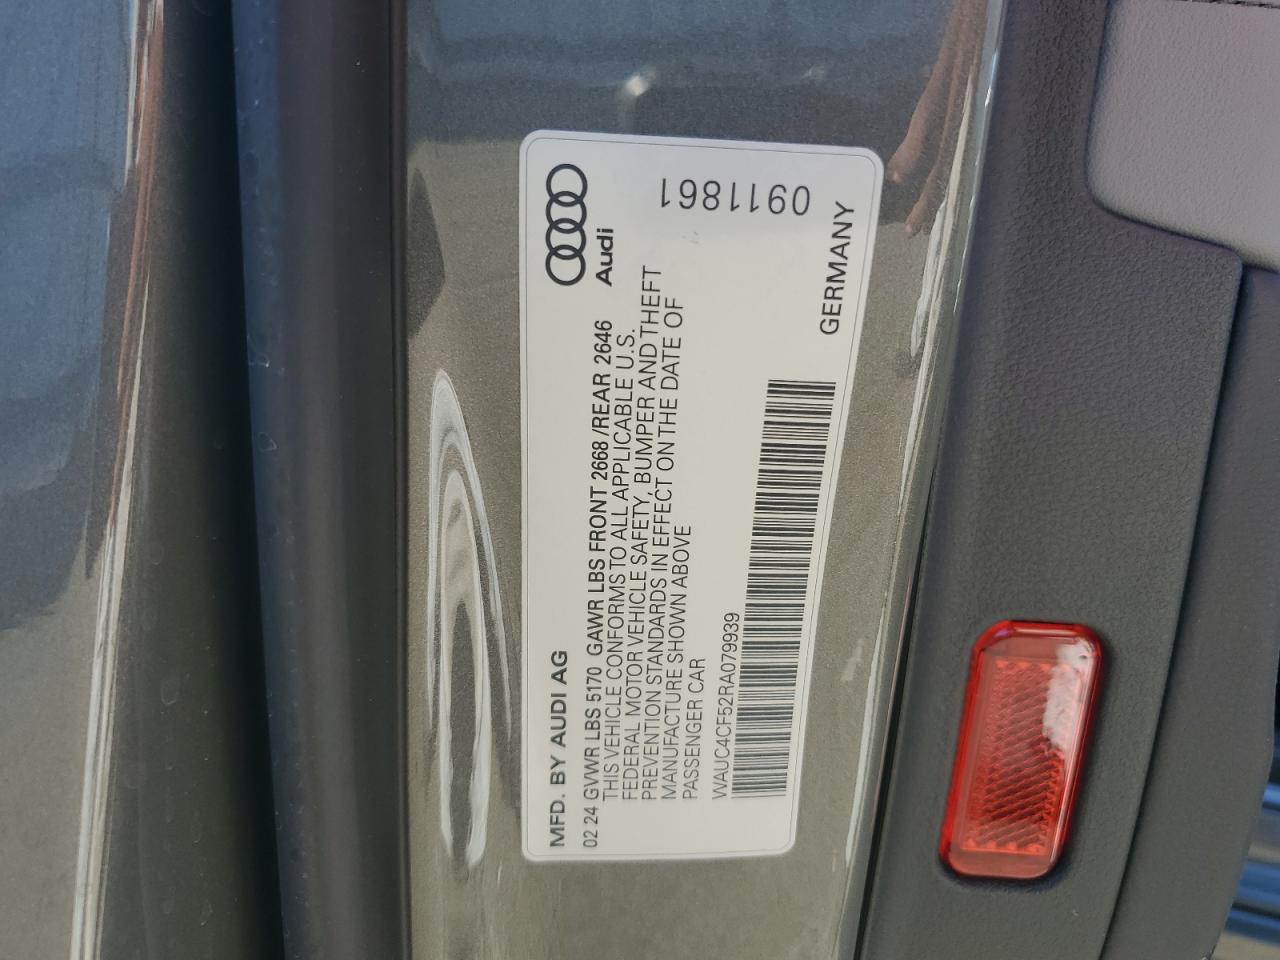 MFD. BY AUDI AG
Audi
02 24 GVWR LBS 5170 GAWR LBS FRONT 2668 /REAR 2646
THIS VEHICLE CONFORMS TO ALL APPLICABLE U.S.
FEDERAL MOTOR VEHICLE SAFETY, BUMPER AND THEFT
PREVENTION STANDARDS IN EFFECT ON THE DATE OF
MANUFACTURE SHOWN ABOVE
PASSENGER CAR
WAUC4CF52RA079939
0911861
GERMANY